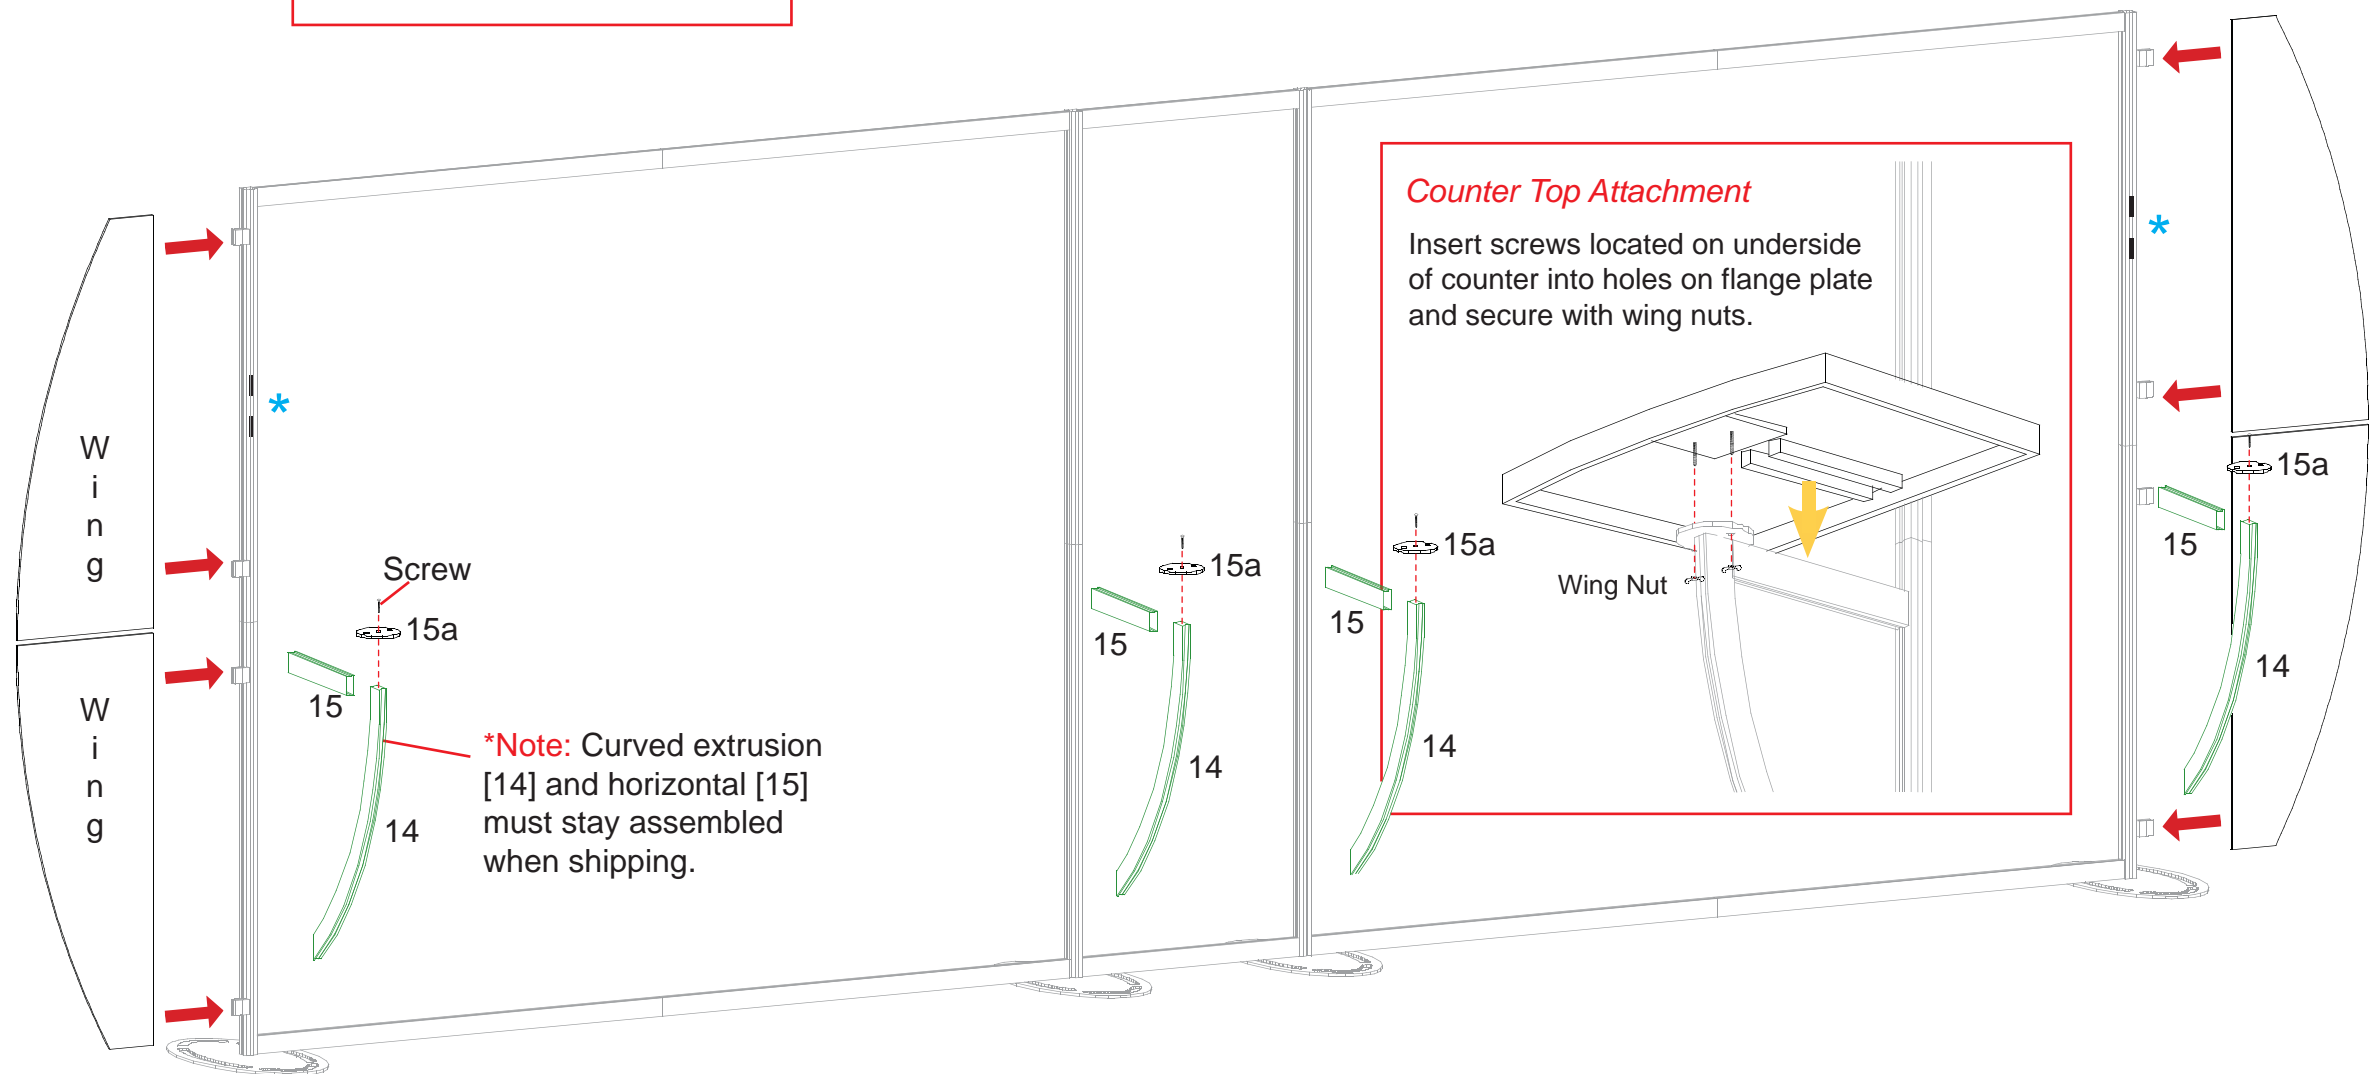 Counter Top Attachment
Insert screws located on underside
of counter into holes on flange plate
and secure with wing nuts.
*
*
Wing
Wing
Screw
15a
15
14
*Note: Curved extrusion
[14] and horizontal [15]
must stay assembled
when shipping.
15a
15
14
15a
15
14
Wing Nut
15a
15
14